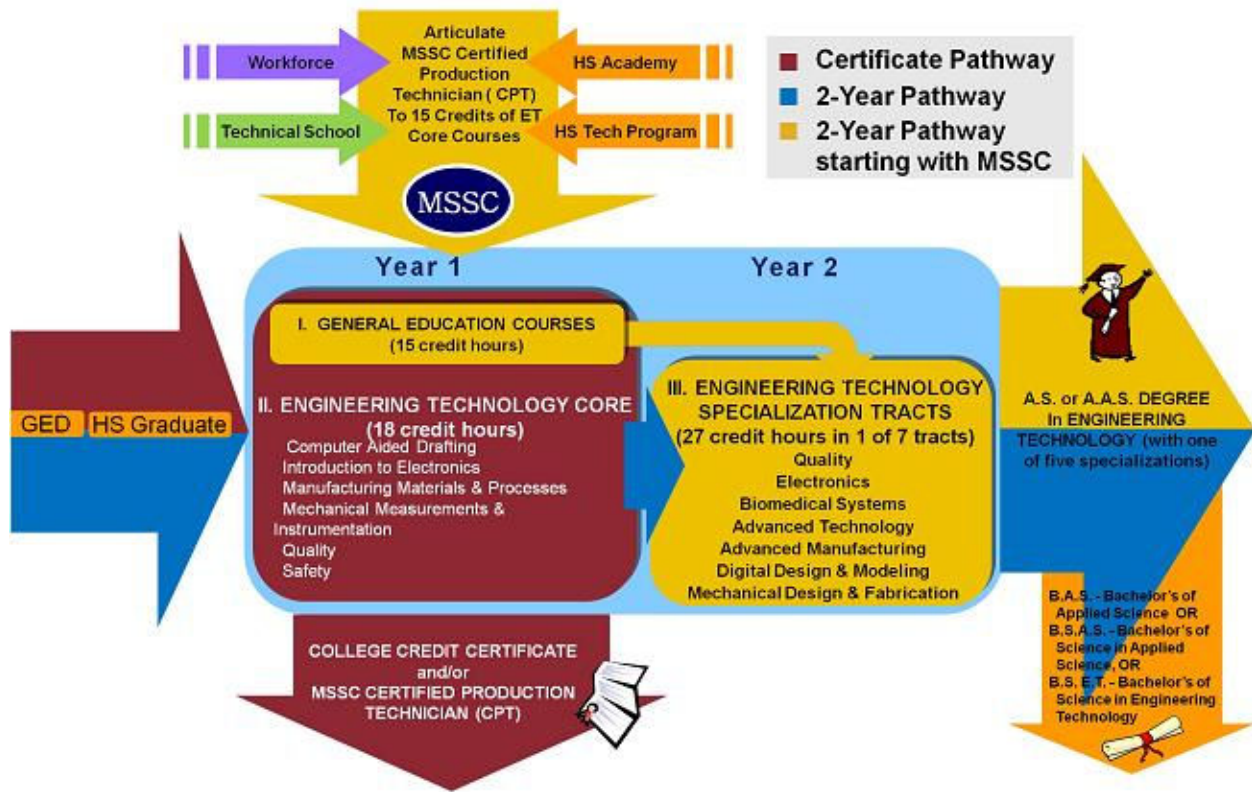 Articulate
MSSC Certified
Production
Technician ( CPT)
To 15 Credits of ET
Core Courses
Workforce
HS Academy
Technical School
HS Tech Program
MSSC
Certificate Pathway
2-Year Pathway
2-Year Pathway
starting with MSSC
Year 1
Year 2
GED
HS Graduate
I. GENERAL EDUCATION COURSES
(15 credit hours)
II. ENGINEERING TECHNOLOGY CORE
(18 credit hours)
Computer Aided Drafting
Introduction to Electronics
Manufacturing Materials & Processes
Mechanical Measurements &
Instrumentation
Quality
Safety
III. ENGINEERING TECHNOLOGY
SPECIALIZATION TRACTS
(27 credit hours in 1 of 7 tracts)
Quality
Electronics
Biomedical Systems
Advanced Technology
Advanced Manufacturing
Digital Design & Modeling
Mechanical Design & Fabrication
A.S. or A.A.S. DEGREE
In ENGINEERING
TECHNOLOGY (with one
of five specializations)
B.A.S. - Bachelor's of
Applied Science OR
B.S.A.S. - Bachelor's of
Science in Applied
Science, OR
B.S. E.T. - Bachelor's of
Science in Engineering
Technology
COLLEGE CREDIT CERTIFICATE
and/or
MSSC CERTIFIED PRODUCTION
TECHNICIAN (CPT)